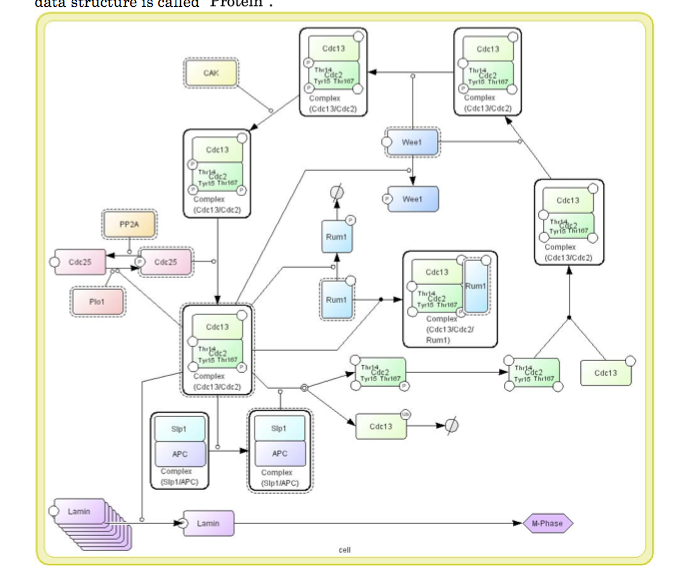 data structure is called "Protein".
Cdc13
Thr14
Cdc2
Tyr15 Thr167
P
Complex
(Cdc13/Cdc2)
Cdc13
Thr14
Cdc2
Tyr15 Thr167
Complex
(Cdc13/Cdc2)
CAK
Wee1
P
Wee1
Cdc13
P
Thr14
Cdc2
Tyr15 Thr167
P
P
Complex
(Cdc13/Cdc2)
Cdc13
Thr14
Cdc2
Tyr15 Thr167
Complex
(Cdc13/Cdc2)
PP2A
Cdc25
P
Cdc25
Plo1
P
Rum1
Rum1
Cdc13
Thr14
Cdc2
Tyr15 Thr167
P
Rum1
Complex
(Cdc13/Cdc2/
Rum1)
Cdc13
Thr14
Cdc2
Tyr15 Thr167
P
Complex
(Cdc13/Cdc2)
Thr14
Cdc2
Tyr15 Thr167
P
Thr14
Cdc2
Tyr15 Thr167
Cdc13
Cdc13
Slp1
APC
Complex
(Slp1/APC)
Slp1
APC
Complex
(Slp1/APC)
Lamin
P
Lamin
M-Phase
cell